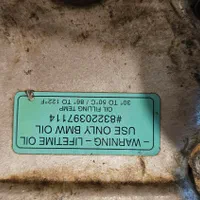 – WARNING – LIFETIME OIL
USE ONLY BMW OIL
#83220397114
OIL FILLING TEMP
30° TO 50°C / 86° TO 122°F